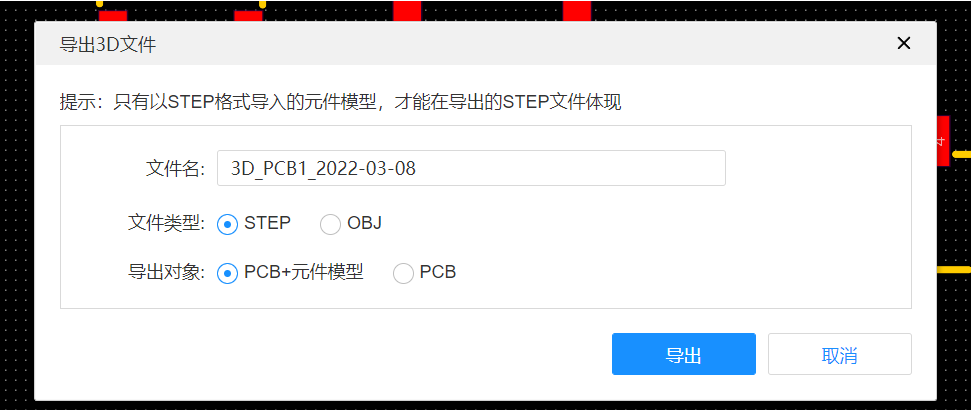 导出3D文件
提示：只有以STEP格式导入的元件模型，才能在导出的STEP文件体现
文件名: 3D_PCB1_2022-03-08
文件类型: STEP OBJ
导出对象: PCB+元件模型 PCB
4
导出 取消